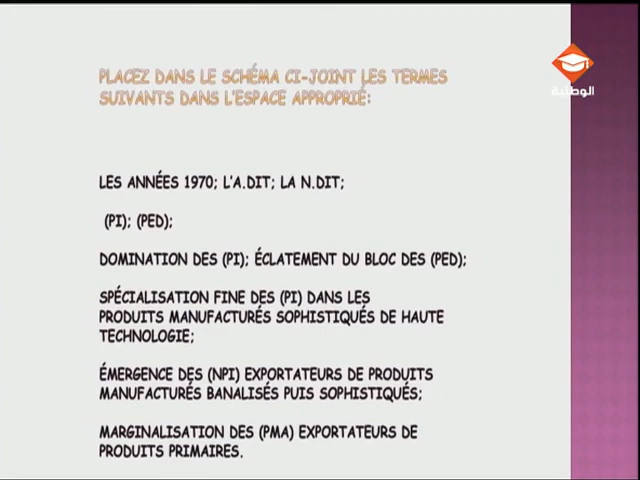 PLACEZ DANS LE SCHÉMA CI-JOINT LES TERMES
SUIVANTS DANS L'ESPACE APPROPRIÉ:
الوطنية
LES ANNÉES 1970; L'A.DIT; LA N.DIT;
(PI); (PED);
DOMINATION DES (PI); ÉCLATEMENT DU BLOC DES (PED);
SPÉCIALISATION FINE DES (PI) DANS LES
PRODUITS MANUFACTURÉS SOPHISTIQUÉS DE HAUTE
TECHNOLOGIE;
ÉMERGENCE DES (NPI) EXPORTATEURS DE PRODUITS
MANUFACTURÉS BANALISÉS PUIS SOPHISTIQUÉS;
MARGINALISATION DES (PMA) EXPORTATEURS DE
PRODUITS PRIMAIRES.